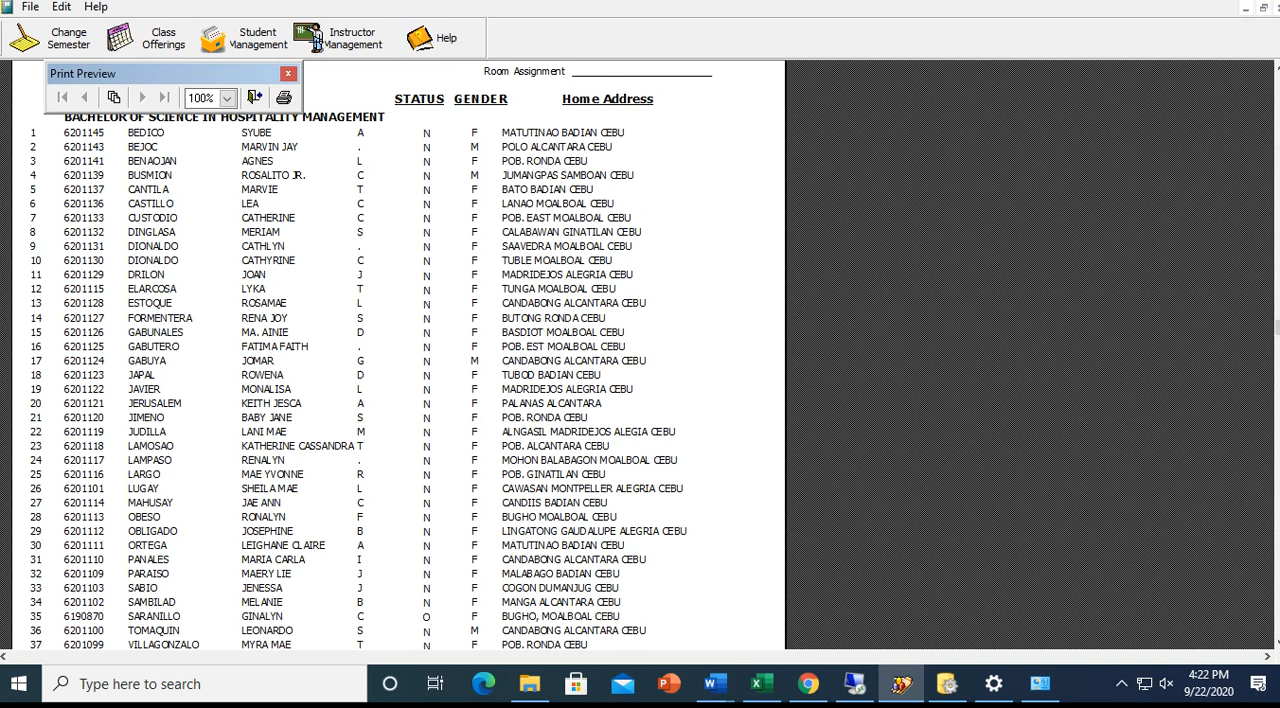 File Edit Help
Change Semester Class Offerings Student Management Instructor Management Help
Print Preview
100%
Room Assignment
STATUS GENDER Home Address
BACHELOR OF SCIENCE IN HOSPITALITY MANAGEMENT
1 6201145 BEDICO SYUBE A N F MATUTINAO BADIAN CEBU
2 6201143 BEJOC MARVIN JAY . N M POLO ALCANTARA CEBU
3 6201141 BENAOJAN AGNES L N F POB. RONDA CEBU
4 6201139 BUSMION ROSALITO JR. C N M JUMANGPAS SAMBOAN CEBU
5 6201137 CANTILA MARVIE T N F BATO BADIAN CEBU
6 6201136 CASTILLO LEA C N F LANAO MOALBOAL CEBU
7 6201133 CUSTODIO CATHERINE C N F POB. EAST MOALBOAL CEBU
8 6201132 DINGLASA MERIAM S N F CALABAWAN GINATILAN CEBU
9 6201131 DIONALDO CATHLYN . N F SAAVEDRA MOALBOAL CEBU
10 6201130 DIONALDO CATHYRINE C N F TUBLE MOALBOAL CEBU
11 6201129 DRILON JOAN J N F MADRIDEJOS ALEGRIA CEBU
12 6201115 ELARCOSA LYKA T N F TUNGA MOALBOAL CEBU
13 6201128 ESTOQUE ROSAMAE L N F CANDABONG ALCANTARA CEBU
14 6201127 FORMENTERA RENA JOY S N F BUTONG RONDA CEBU
15 6201126 GABUNALES MA. AINIE D N F BASDIOT MOALBOAL CEBU
16 6201125 GABUTERO FATIMA FAITH . N F POB. EST MOALBOAL CEBU
17 6201124 GABUYA JOMAR G N M CANDABONG ALCANTARA CEBU
18 6201123 JAPAL ROWENA D N F TUBOD BADIAN CEBU
19 6201122 JAVIER MONALISA L N F MADRIDEJOS ALEGRIA CEBU
20 6201121 JERUSALEM KEITH JESCA A N F PALANAS ALCANTARA
21 6201120 JIMENO BABY JANE S N F POB. RONDA CEBU
22 6201119 JUDILLA LANI MAE M N F ALNGASIL MADRIDEJOS ALEGIA CEBU
23 6201118 LAMOSAO KATHERINE CASSANDRA T N F POB. ALCANTARA CEBU
24 6201117 LAMPASO RENALYN . N F MOHON BALABAGON MOALBOAL CEBU
25 6201116 LARGO MAE YVONNE R N F POB. GINATILAN CEBU
26 6201101 LUGAY SHEILA MAE L N F CAWASAN MONTPELLER ALEGRIA CEBU
27 6201114 MAHUSAY JAE ANN C N F CANDIIS BADIAN CEBU
28 6201113 OBESO RONALYN F N F BUGHO MOALBOAL CEBU
29 6201112 OBLIGADO JOSEPHINE B N F LINGATONG GAUDALUPE ALEGRIA CEBU
30 6201111 ORTEGA LEIGHANE CLAIRE A N F MATUTINAO BADIAN CEBU
31 6201110 PANALES MARIA CARLA I N F CANDABONG ALCANTARA CEBU
32 6201109 PARAISO MAERY LIE J N F MALABAGO BADIAN CEBU
33 6201103 SABIO JENESSA J N F COGON DUMANJUG CEBU
34 6201102 SAMBILAD MELANIE B N F MANGA ALCANTARA CEBU
35 6190870 SARANILLO GINALYN C O F BUGHO, MOALBOAL CEBU
36 6201100 TOMAQUIN LEONARDO S N M CANDABONG ALCANTARA CEBU
37 6201099 VILLAGONZALO MYRA MAE T N F POB. RONDA CEBU
Type here to search
4:22 PM
9/22/2020